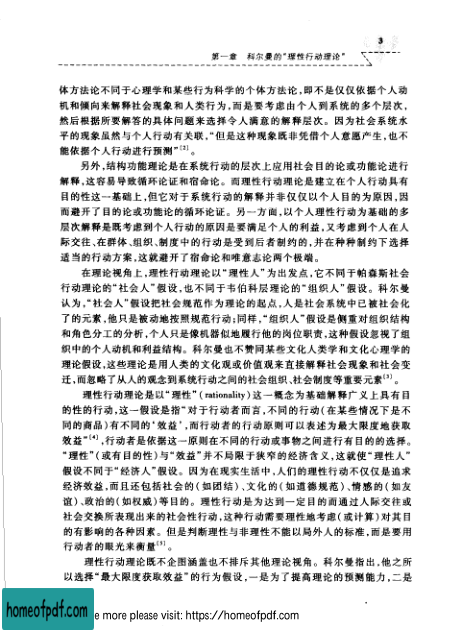 3
第一章 科尔曼的“理性行动理论”
体方法论不同于心理学和某些行为科学的个体方法论,即不是仅仅依据个人动
机和倾向来解释社会现象和人类行为,而是要考虑由个人到系统的多个层次,
然后根据所要解答的具体问题来选择令人满意的解释层次。因为社会系统水
平的现象虽然与个人行动有关联,“但是这种现象既非凭借个人意愿产生,也不
能依据个人行动进行预测”[2]。
另外,结构功能理论是在系统行动的层次上应用社会目的论或功能论进行
解释,这容易导致循环论证和宿命论。而理性行动理论是建立在个人行动具有
目的性这一基础上,但它对于系统行动的解释并非仅仅以个人目的为原因,因
而避开了目的论或功能论的循环论证。另一方面,以个人理性行动为基础的多
层次解释是既考虑到个人行动的原因是要满足个人的利益,又考虑到个人在人
际交往、在群体、组织、制度中的行动是受到后者制约的,并在种种制约下选择
适当的行动方案,这就避开了宿命论和唯意志论两个极端。
在理论视角上,理性行动理论以“理性人”为出发点,它不同于帕森斯社会
行动理论的“社会人”假设,也不同于韦伯科层理论的“组织人”假设。科尔曼
认为,“社会人”假设把社会规范作为理论的起点,人是社会系统中已被社会化
了的元素,他只是被动地按照规范行动;同样,“组织人”假设是侧重对组织结构
和角色分工的分析,个人只是像机器似地履行他的岗位职责,这种假设忽视了组
织中的个人动机和利益结构。科尔曼也不赞同某些文化人类学和文化心理学的
理论假设,这些理论是用人类的文化观或价值观来直接解释社会现象和社会变
迁,而忽略了从人的观念到系统行动之间的社会组织、社会制度等重要元素[3]。
理性行动理论是以“理性”(rationality)这一概念为基础解释广义上具有目
的性的行动,这一假设是指“对于行动者而言,不同的行动(在某些情况下是不
同的商品)有不同的‘效益’,而行动者的行动原则可以表述为最大限度地获取
效益”[4],行动者是依据这一原则在不同的行动或事物之间进行有目的的选择。
“理性”(或有目的性)与“效益”并不局限于狭窄的经济含义,这就使“理性人”
假设不同于“经济人”假设。因为在现实生活中,人们的理性行动不仅仅是追求
经济效益,而且还包括社会的(如团结)、文化的(如道德规范)、情感的(如友
谊)、政治的(如权威)等目的。理性行动是为达到一定目的而通过人际交往或
社会交换所表现出来的社会性行动,这种行动需要理性地考虑(或计算)对其目
的有影响的各种因素。但是判断理性与非理性不能以局外人的标准,而是要用
行动者的眼光来衡量[5]。
理性行动理论既不企图涵盖也不排斥其他理论视角。科尔曼指出,他之所
以选择“最大限度获取效益”的行为假设,一是为了提高理论的预测能力,二是
homeofpdf.com
e more please visit: https://homeofpdf.com